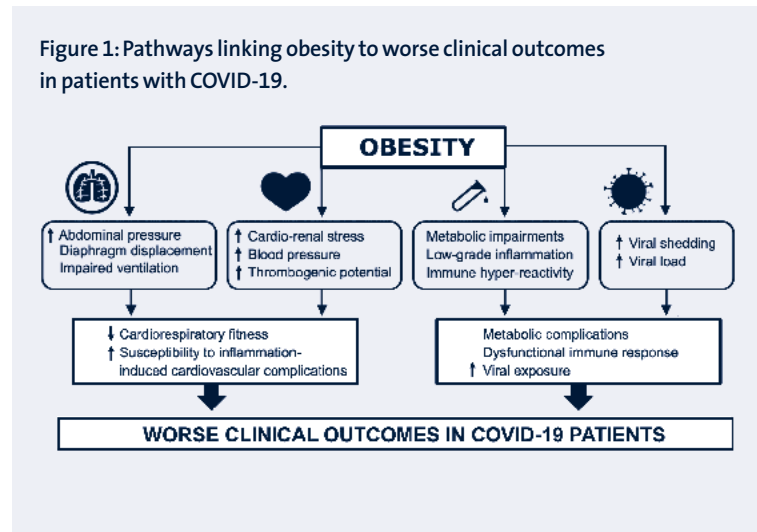 Figure 1: Pathways linking obesity to worse clinical outcomes
in patients with COVID-19.
OBESITY
↑ Abdominal pressure
Diaphragm displacement
Impaired ventilation
↑ Cardio-renal stress
↑ Blood pressure
↑ Thrombogenic potential
Metabolic impairments
Low-grade inflammation
Immune hyper-reactivity
↑ Viral shedding
↑ Viral load
↓ Cardiorespiratory fitness
↑ Susceptibility to inflammation-
induced cardiovascular complications
Metabolic complications
Dysfunctional immune response
↑ Viral exposure
WORSE CLINICAL OUTCOMES IN COVID-19 PATIENTS